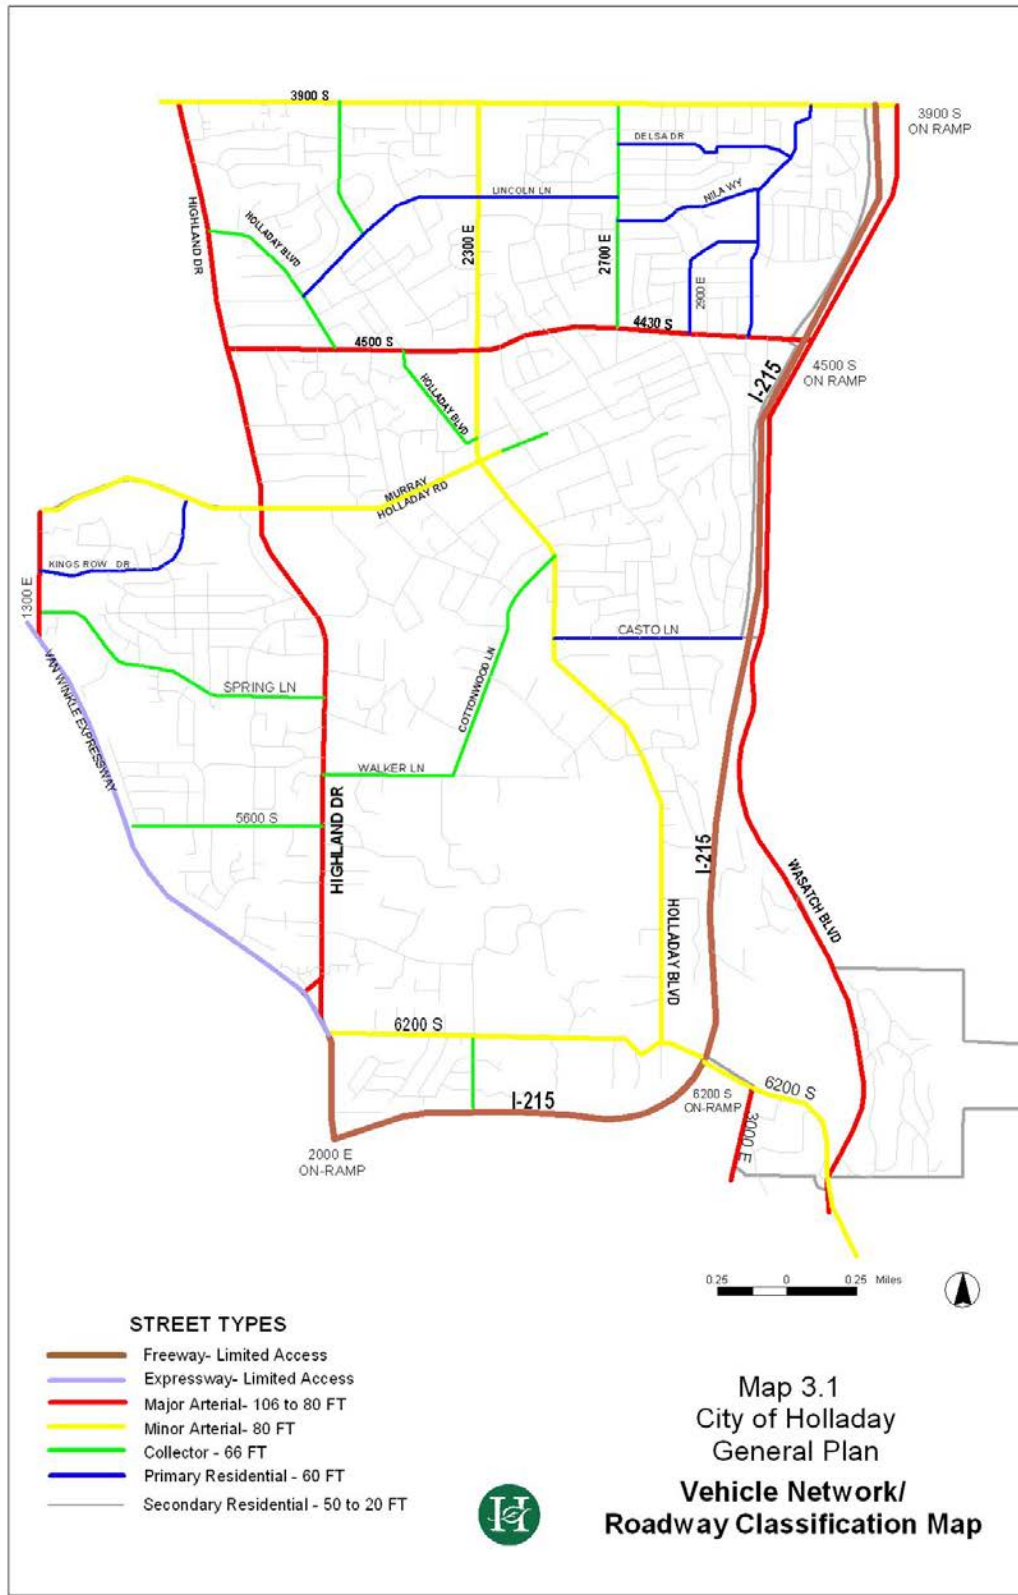 3900 S
3900 S
ON RAMP
DELSA DR
LINCOLN LN
NILA WY
HIGHLAND DR
HOLLADAY BLVD
2300 E
2700 E
2900 E
4430 S
4500 S
4500 S
ON RAMP
I-215
HOLLADAY BLVD
MURRAY
HOLLADAY RD
KINGS ROW DR
1300 E
CASTO LN
VAN WINKLE EXPRESSWAY
SPRING LN
COTTONWOOD LN
WALKER LN
5600 S
HIGHLAND DR
I-215
WASATCH BLVD
HOLLADAY BLVD
6200 S
6200 S
6200 S
ON-RAMP
I-215
3000 E
2000 E
ON-RAMP
0.25 0 0.25 Miles
STREET TYPES
Freeway- Limited Access
Expressway- Limited Access
Major Arterial- 106 to 80 FT
Minor Arterial- 80 FT
Collector - 66 FT
Primary Residential - 60 FT
Secondary Residential - 50 to 20 FT
Map 3.1
City of Holladay
General Plan
Vehicle Network/
Roadway Classification Map
H